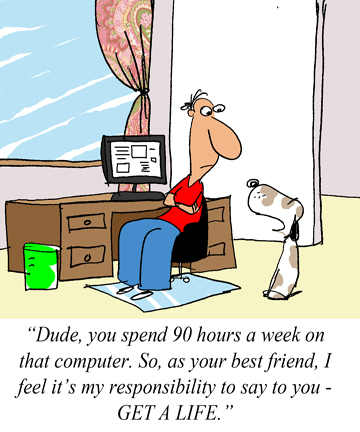 “Dude, you spend 90 hours a week on
that computer. So, as your best friend, I
feel it’s my responsibility to say to you -
GET A LIFE.”